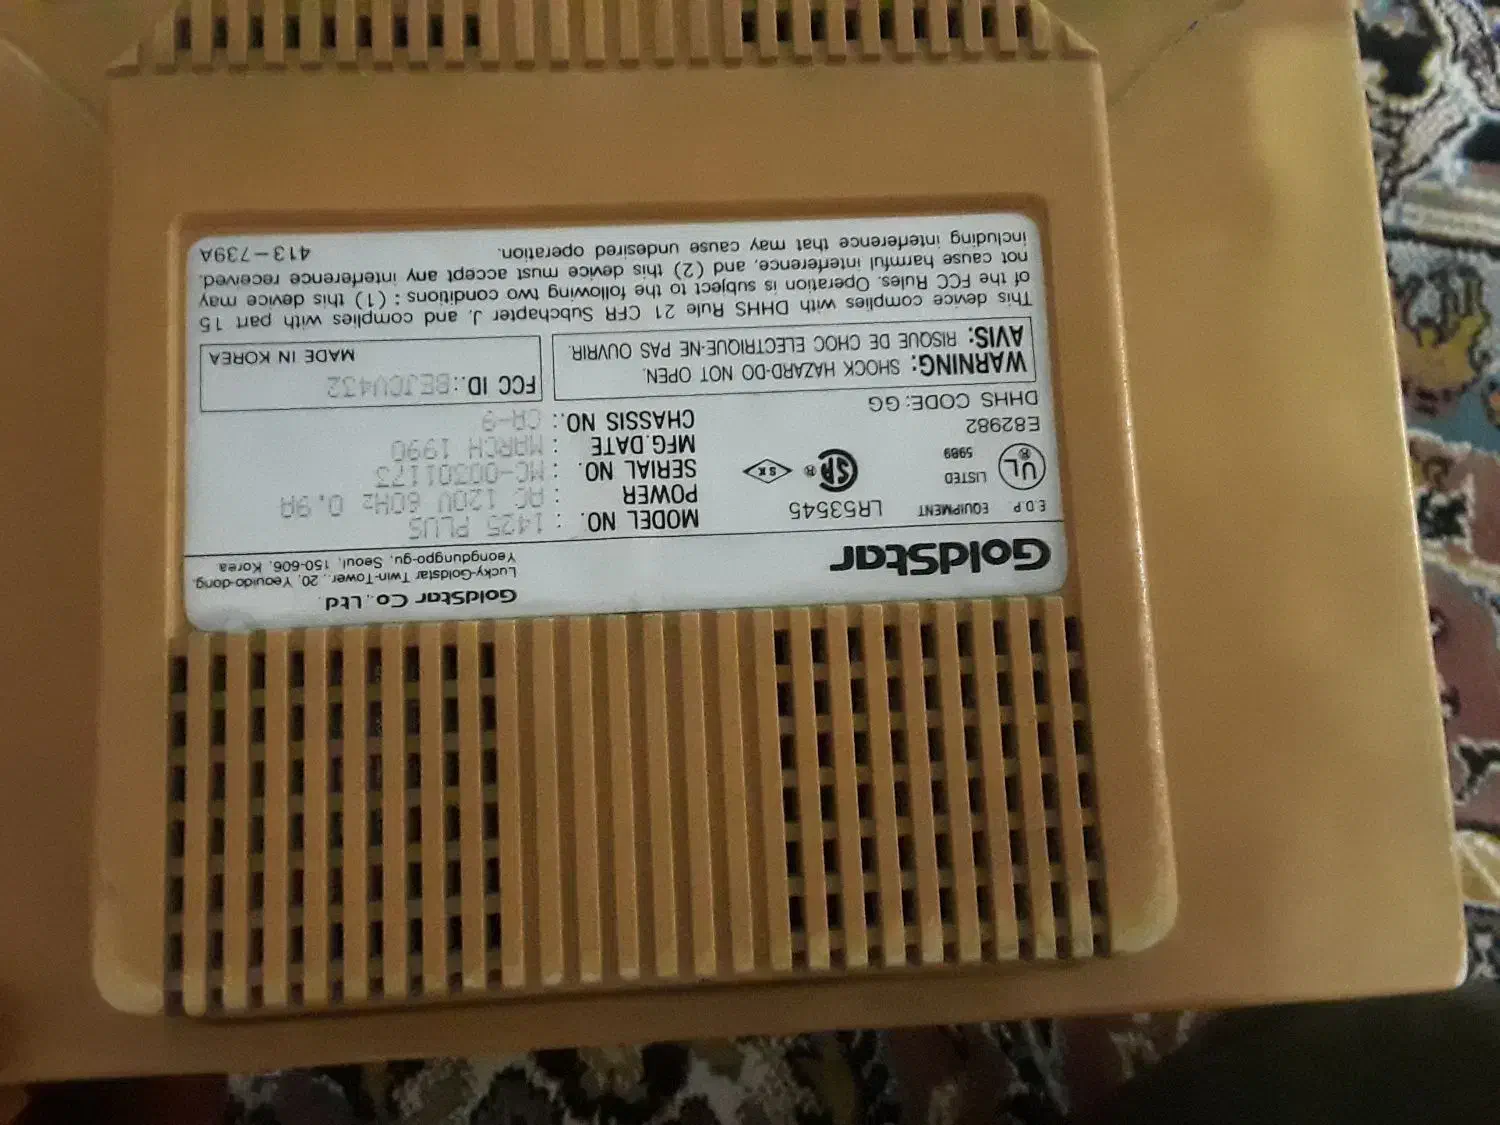 GoldStar
GoldStar Co., Ltd.
Lucky-Goldstar Twin-Tower., 20, Yeouido-dong,
Yeongdungpo-gu, Seoul, 150-606, Korea
E.D.P. EQUIPMENT LR53545
UL ® LISTED 5989 ® SK
E82982
DHHS CODE: GG
MODEL NO. : 1425 PLUS
POWER : AC 120V 60Hz 0.9A
SERIAL NO. : MC-00301173
MFG.DATE : MARCH 1990
CHASSIS NO. : CA-9
WARNING: SHOCK HAZARD-DO NOT OPEN.
AVIS: RISQUE DE CHOC ELECTRIQUE-NE PAS OUVRIR.
FCC ID.: BEJCV432
MADE IN KOREA
This device complies with DHHS Rule 21 CFR Subchapter J. and complies with part 15
of the FCC Rules. Operation is subject to the following two conditions : (1) this device may
not cause harmful interference, and (2) this device must accept any interference received,
including interference that may cause undesired operation.
413-739A